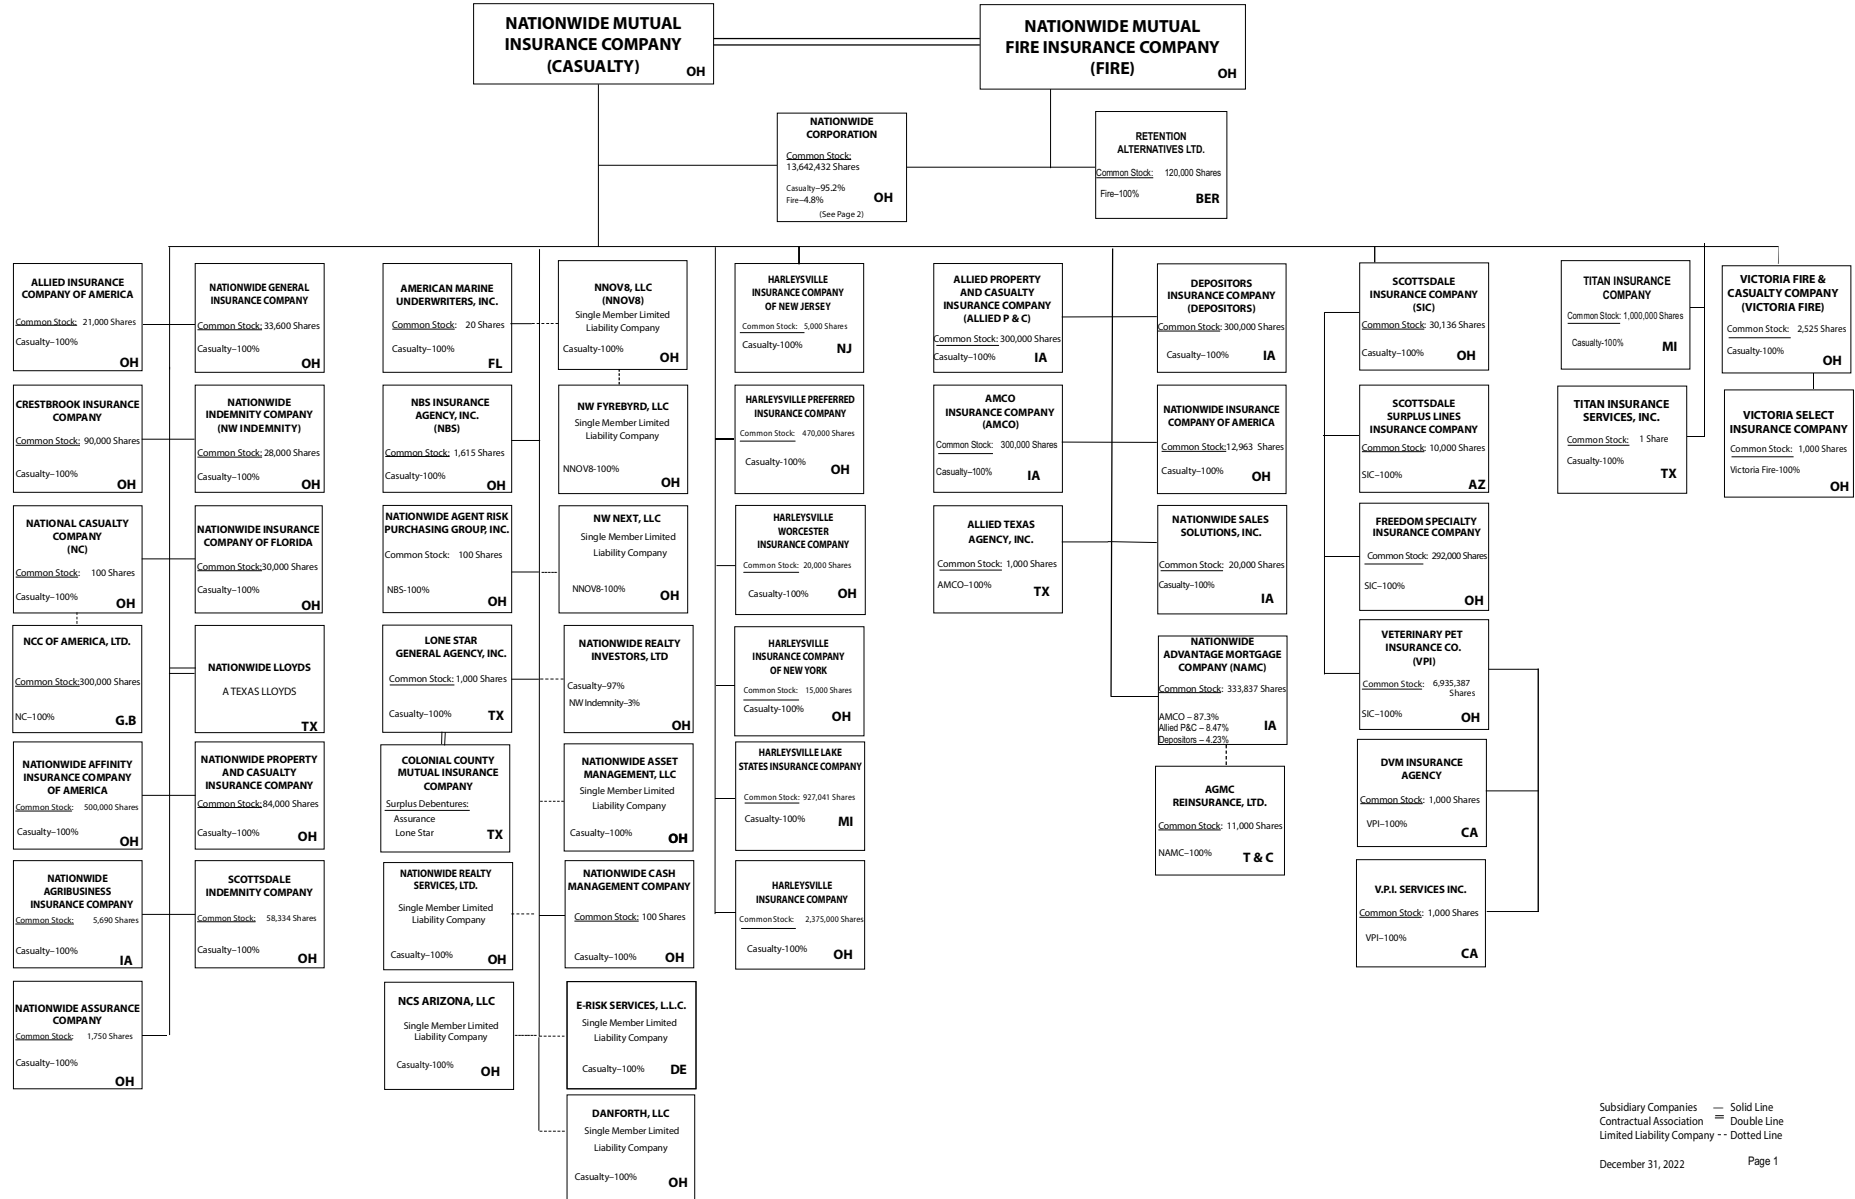 NATIONWIDE MUTUAL
INSURANCE COMPANY
(CASUALTY)
OH
NATIONWIDE MUTUAL
FIRE INSURANCE COMPANY
(FIRE)
OH
NATIONWIDE
CORPORATION
Common Stock:
13,642,432 Shares
Casualty–95.2%
Fire–4.8%
OH
(See Page 2)
RETENTION
ALTERNATIVES LTD.
Common Stock: 120,000 Shares
Fire–100%
BER
ALLIED INSURANCE
COMPANY OF AMERICA
Common Stock: 21,000 Shares
Casualty–100%
OH
CRESTBROOK INSURANCE
COMPANY
Common Stock: 90,000 Shares
Casualty–100%
OH
NATIONAL CASUALTY
COMPANY
(NC)
Common Stock: 100 Shares
Casualty–100%
OH
NCC OF AMERICA, LTD.
Common Stock:300,000 Shares
NC–100%
G.B
NATIONWIDE AFFINITY
INSURANCE COMPANY
OF AMERICA
Common Stock: 500,000 Shares
Casualty–100%
OH
NATIONWIDE
AGRIBUSINESS
INSURANCE COMPANY
Common Stock: 5,690 Shares
Casualty–100%
IA
NATIONWIDE ASSURANCE
COMPANY
Common Stock: 1,750 Shares
Casualty–100%
OH
NATIONWIDE GENERAL
INSURANCE COMPANY
Common Stock: 33,600 Shares
Casualty–100%
OH
NATIONWIDE
INDEMNITY COMPANY
(NW INDEMNITY)
Common Stock: 28,000 Shares
Casualty–100%
OH
NATIONWIDE INSURANCE
COMPANY OF FLORIDA
Common Stock:30,000 Shares
Casualty–100%
OH
NATIONWIDE LLOYDS
A TEXAS LLOYDS
TX
NATIONWIDE PROPERTY
AND CASUALTY
INSURANCE COMPANY
Common Stock:84,000 Shares
Casualty–100%
OH
SCOTTSDALE
INDEMNITY COMPANY
Common Stock: 58,334 Shares
Casualty–100%
OH
AMERICAN MARINE
UNDERWRITERS, INC.
Common Stock: 20 Shares
Casualty–100%
FL
NBS INSURANCE
AGENCY, INC.
(NBS)
Common Stock: 1,615 Shares
Casualty-100%
OH
NATIONWIDE AGENT RISK
PURCHASING GROUP, INC.
Common Stock: 100 Shares
NBS-100%
OH
LONE STAR
GENERAL AGENCY, INC.
Common Stock: 1,000 Shares
Casualty–100%
TX
COLONIAL COUNTY
MUTUAL INSURANCE
COMPANY
Surplus Debentures:
Assurance
Lone Star
TX
NATIONWIDE REALTY
SERVICES, LTD.
Single Member Limited
Liability Company
Casualty–100%
OH
NCS ARIZONA, LLC
Single Member Limited
Liability Company
Casualty-100%
OH
NNOV8, LLC
(NNOV8)
Single Member Limited
Liability Company
Casualty-100%
OH
NW FYREBYRD, LLC
Single Member Limited
Liability Company
NNOV8-100%
OH
NW NEXT, LLC
Single Member Limited
Liability Company
NNOV8-100%
OH
NATIONWIDE REALTY
INVESTORS, LTD
Casualty–97%
NW Indemnity–3%
OH
NATIONWIDE ASSET
MANAGEMENT, LLC
Single Member Limited
Liability Company
Casualty–100%
OH
NATIONWIDE CASH
MANAGEMENT COMPANY
Common Stock: 100 Shares
Casualty–100%
OH
E-RISK SERVICES, L.L.C.
Single Member Limited
Liability Company
Casualty–100%
DE
DANFORTH, LLC
Single Member Limited
Liability Company
Casualty–100%
OH
HARLEYSVILLE
INSURANCE COMPANY
OF NEW JERSEY
Common Stock: 5,000 Shares
Casualty-100%
NJ
HARLEYSVILLE PREFERRED
INSURANCE COMPANY
Common Stock: 470,000 Shares
Casualty-100%
OH
HARLEYSVILLE
WORCESTER
INSURANCE COMPANY
Common Stock: 20,000 Shares
Casualty-100%
OH
HARLEYSVILLE
INSURANCE COMPANY
OF NEW YORK
Common Stock: 15,000 Shares
Casualty-100%
OH
HARLEYSVILLE LAKE
STATES INSURANCE COMPANY
Common Stock: 927,041 Shares
Casualty-100%
MI
HARLEYSVILLE
INSURANCE COMPANY
Common Stock: 2,375,000 Shares
Casualty-100%
OH
ALLIED PROPERTY
AND CASUALTY
INSURANCE COMPANY
(ALLIED P & C)
Common Stock: 300,000 Shares
Casualty–100%
IA
AMCO
INSURANCE COMPANY
(AMCO)
Common Stock: 300,000 Shares
Casualty–100%
IA
ALLIED TEXAS
AGENCY, INC.
Common Stock: 1,000 Shares
AMCO–100%
TX
DEPOSITORS
INSURANCE COMPANY
(DEPOSITORS)
Common Stock: 300,000 Shares
Casualty–100%
IA
NATIONWIDE INSURANCE
COMPANY OF AMERICA
Common Stock:12,963 Shares
Casualty–100%
OH
NATIONWIDE SALES
SOLUTIONS, INC.
Common Stock: 20,000 Shares
Casualty–100%
IA
NATIONWIDE
ADVANTAGE MORTGAGE
COMPANY (NAMC)
Common Stock: 333,837 Shares
AMCO – 87.3%
Allied P&C – 8.47%
Depositors – 4.23%
IA
AGMC
REINSURANCE, LTD.
Common Stock: 11,000 Shares
NAMC–100%
T & C
SCOTTSDALE
INSURANCE COMPANY
(SIC)
Common Stock: 30,136 Shares
Casualty–100%
OH
SCOTTSDALE
SURPLUS LINES
INSURANCE COMPANY
Common Stock: 10,000 Shares
SIC–100%
AZ
FREEDOM SPECIALTY
INSURANCE COMPANY
Common Stock: 292,000 Shares
SIC–100%
OH
VETERINARY PET
INSURANCE CO.
(VPI)
Common Stock: 6,935,387
Shares
SIC–100%
OH
DVM INSURANCE
AGENCY
Common Stock: 1,000 Shares
VPI–100%
CA
V.P.I. SERVICES INC.
Common Stock: 1,000 Shares
VPI–100%
CA
TITAN INSURANCE
COMPANY
Common Stock: 1,000,000 Shares
Casualty-100%
MI
TITAN INSURANCE
SERVICES, INC.
Common Stock: 1 Share
Casualty-100%
TX
VICTORIA FIRE &
CASUALTY COMPANY
(VICTORIA FIRE)
Common Stock: 2,525 Shares
Casualty-100%
OH
VICTORIA SELECT
INSURANCE COMPANY
Common Stock: 1,000 Shares
Victoria Fire-100%
OH
Subsidiary Companies — Solid Line
Contractual Association = Double Line
Limited Liability Company - - Dotted Line
December 31, 2022 Page 1